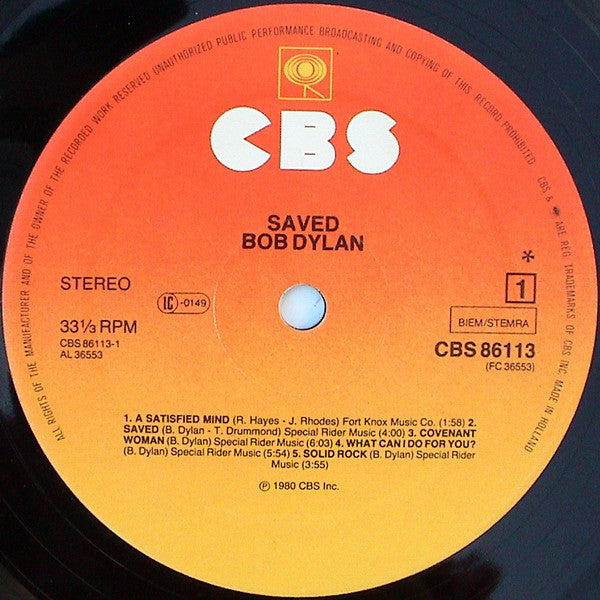 ALL RIGHTS OF THE MANUFACTURER AND OF THE OWNER OF THE RECORDED WORK RESERVED UNAUTHORIZED PUBLIC PERFORMANCE BROADCASTING AND COPYING OF THIS RECORD PROHIBITED CBS & ARE REG. TRADEMARKS OF CBS INC MADE IN HOLLAND
CBS
SAVED
BOB DYLAN
STEREO
LC-0149
*
1
33⅓ RPM
BIEM/STEMRA
CBS 86113-1
CBS 86113
AL 36553
(FC 36553)
1. A SATISFIED MIND (R. Hayes - J. Rhodes) Fort Knox Music Co. (1:58) 2.
SAVED (B. Dylan - T. Drummond) Special Rider Music (4:00) 3. COVENANT
WOMAN (B. Dylan) Special Rider Music (6:03) 4. WHAT CAN I DO FOR YOU?
(B. Dylan) Special Rider Music (5:54) 5. SOLID ROCK (B. Dylan) Special Rider
Music (3:55)
℗ 1980 CBS Inc.